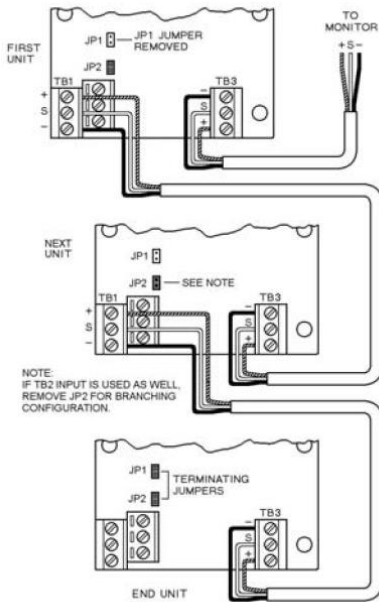 TO
MONITOR
+ S −
FIRST
UNIT
JP1
JP1 JUMPER
REMOVED
JP2
TB1
TB3
+
S
−
−
S
+
NEXT
UNIT
JP1
JP2
SEE NOTE
TB1
TB3
+
S
−
−
S
+
NOTE:
IF TB2 INPUT IS USED AS WELL,
REMOVE JP2 FOR BRANCHING
CONFIGURATION.
JP1
JP2
TERMINATING
JUMPERS
TB3
−
S
+
END UNIT